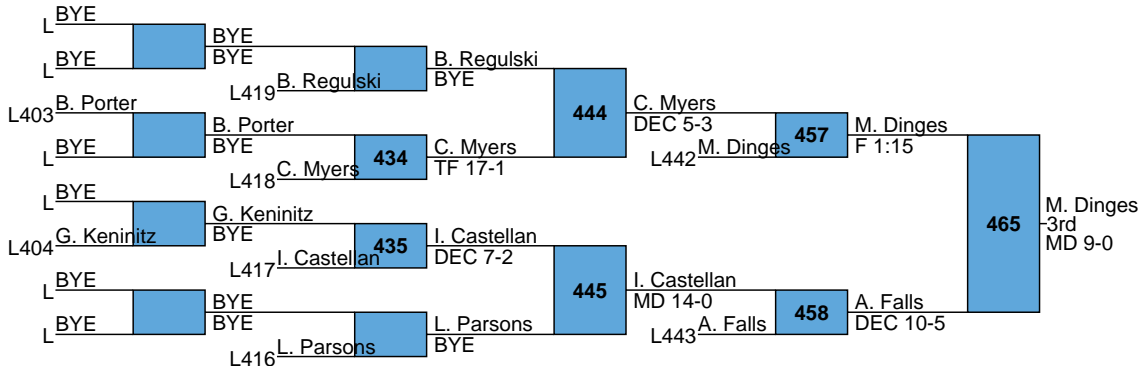 L BYE
L BYE
BYE
BYE
L419 B. Regulski
B. Regulski
BYE
L403 B. Porter
L BYE
B. Porter
BYE
L418 C. Myers
434
C. Myers
TF 17-1
444
C. Myers
DEC 5-3
L442 M. Dinges
457
M. Dinges
F 1:15
L BYE
L404 G. Keninitz
G. Keninitz
BYE
L417 I. Castellan
435
I. Castellan
DEC 7-2
L BYE
L BYE
BYE
BYE
L416 L. Parsons
L. Parsons
BYE
445
I. Castellan
MD 14-0
L443 A. Falls
458
A. Falls
DEC 10-5
465
M. Dinges
3rd
MD 9-0